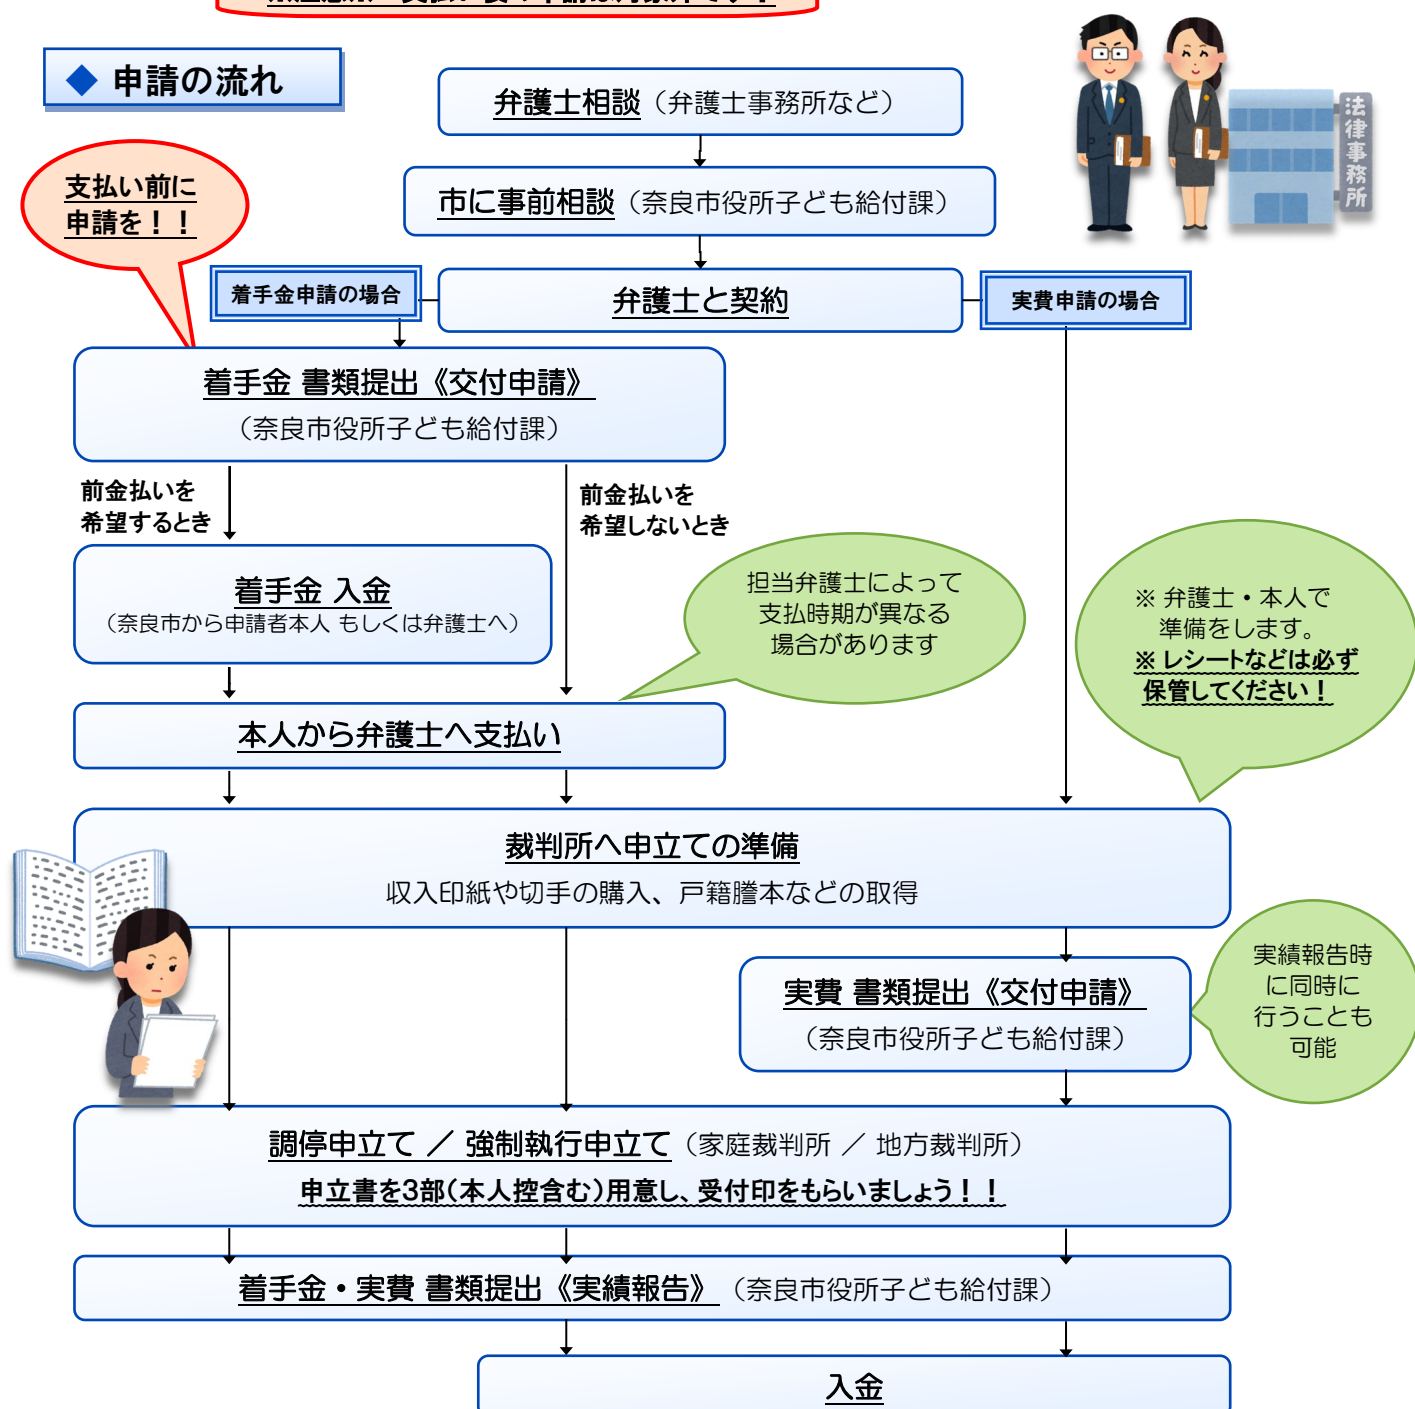 ◆ 申請の流れ
弁護士相談（弁護士事務所など）
法律事務所
市に事前相談（奈良市役所子ども給付課）
支払い前に
申請を！！
着手金申請の場合
弁護士と契約
実費申請の場合
着手金 書類提出《交付申請》
（奈良市役所子ども給付課）
前金払いを
希望するとき
前金払いを
希望しないとき
着手金 入金
（奈良市から申請者本人 もしくは弁護士へ）
担当弁護士によって
支払時期が異なる
場合があります
※ 弁護士・本人で
準備をします。
※ レシートなどは必ず
保管してください！
本人から弁護士へ支払い
裁判所へ申立ての準備
収入印紙や切手の購入、戸籍謄本などの取得
実費 書類提出《交付申請》
（奈良市役所子ども給付課）
実績報告時
に同時に
行うことも
可能
調停申立て ／ 強制執行申立て（家庭裁判所 ／ 地方裁判所）
申立書を3部（本人控含む）用意し、受付印をもらいましょう！！
着手金・実費 書類提出《実績報告》（奈良市役所子ども給付課）
入金